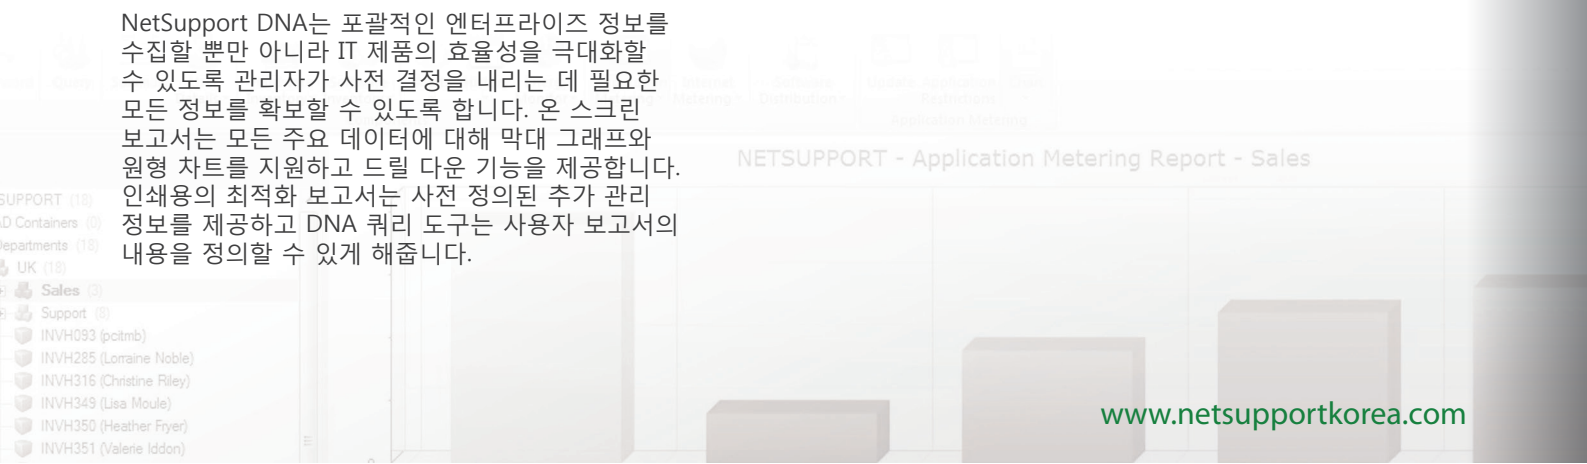 NetSupport DNA는 포괄적인 엔터프라이즈 정보를
수집할 뿐만 아니라 IT 제품의 효율성을 극대화할
수 있도록 관리자가 사전 결정을 내리는 데 필요한
모든 정보를 확보할 수 있도록 합니다. 온 스크린
보고서는 모든 주요 데이터에 대해 막대 그래프와
원형 차트를 지원하고 드릴 다운 기능을 제공합니다.
인쇄용의 최적화 보고서는 사전 정의된 추가 관리
정보를 제공하고 DNA 쿼리 도구는 사용자 보고서의
내용을 정의할 수 있게 해줍니다.
Query
Internet
Metering
Software
Distribution
Update Application
Restrictions
Application Metering
NETSUPPORT - Application Metering Report - Sales
SUPPORT (18)
AD Containers (0)
Departments (18)
UK (18)
Sales (3)
Support (8)
INVH093 (pcitmb)
INVH285 (Lorraine Noble)
INVH316 (Christine Riley)
INVH349 (Lisa Moule)
INVH350 (Heather Fryer)
INVH351 (Valerie Iddon)
www.netsupportkorea.com